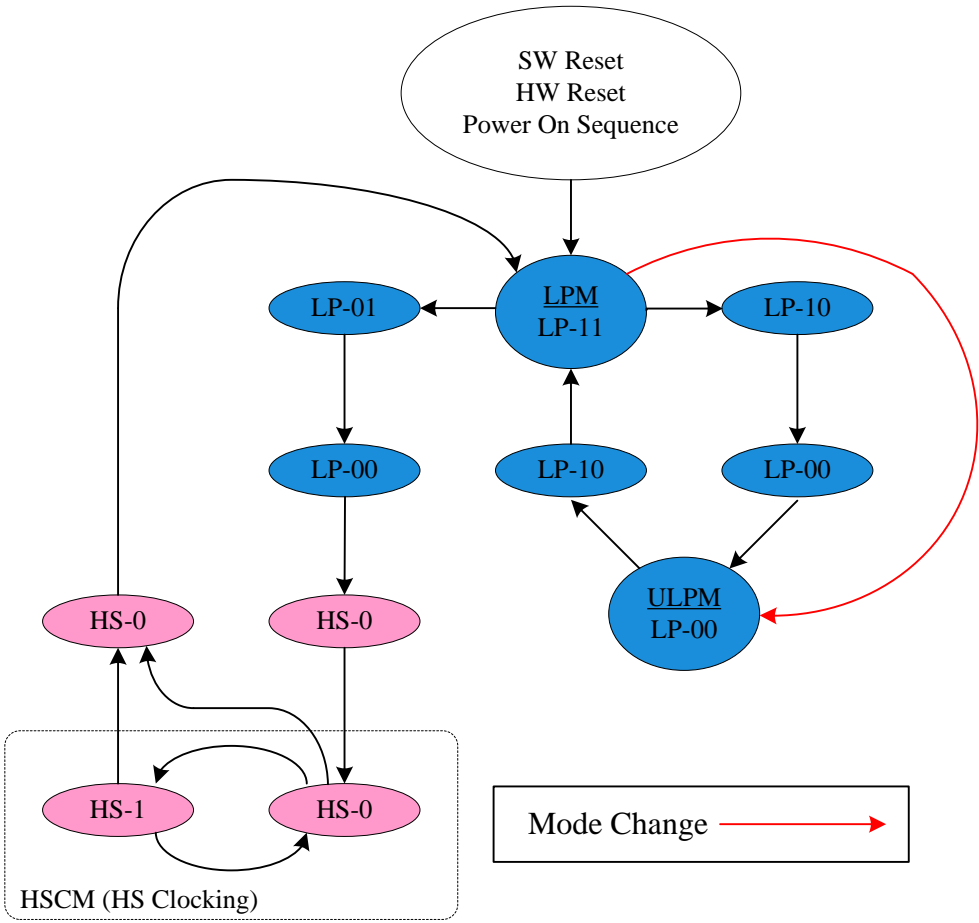 SW Reset
HW Reset
Power On Sequence
LP-01
LPM
LP-11
LP-10
LP-00
LP-10
LP-00
HS-0
HS-0
ULPM
LP-00
HS-1
HS-0
Mode Change
HSCM (HS Clocking)